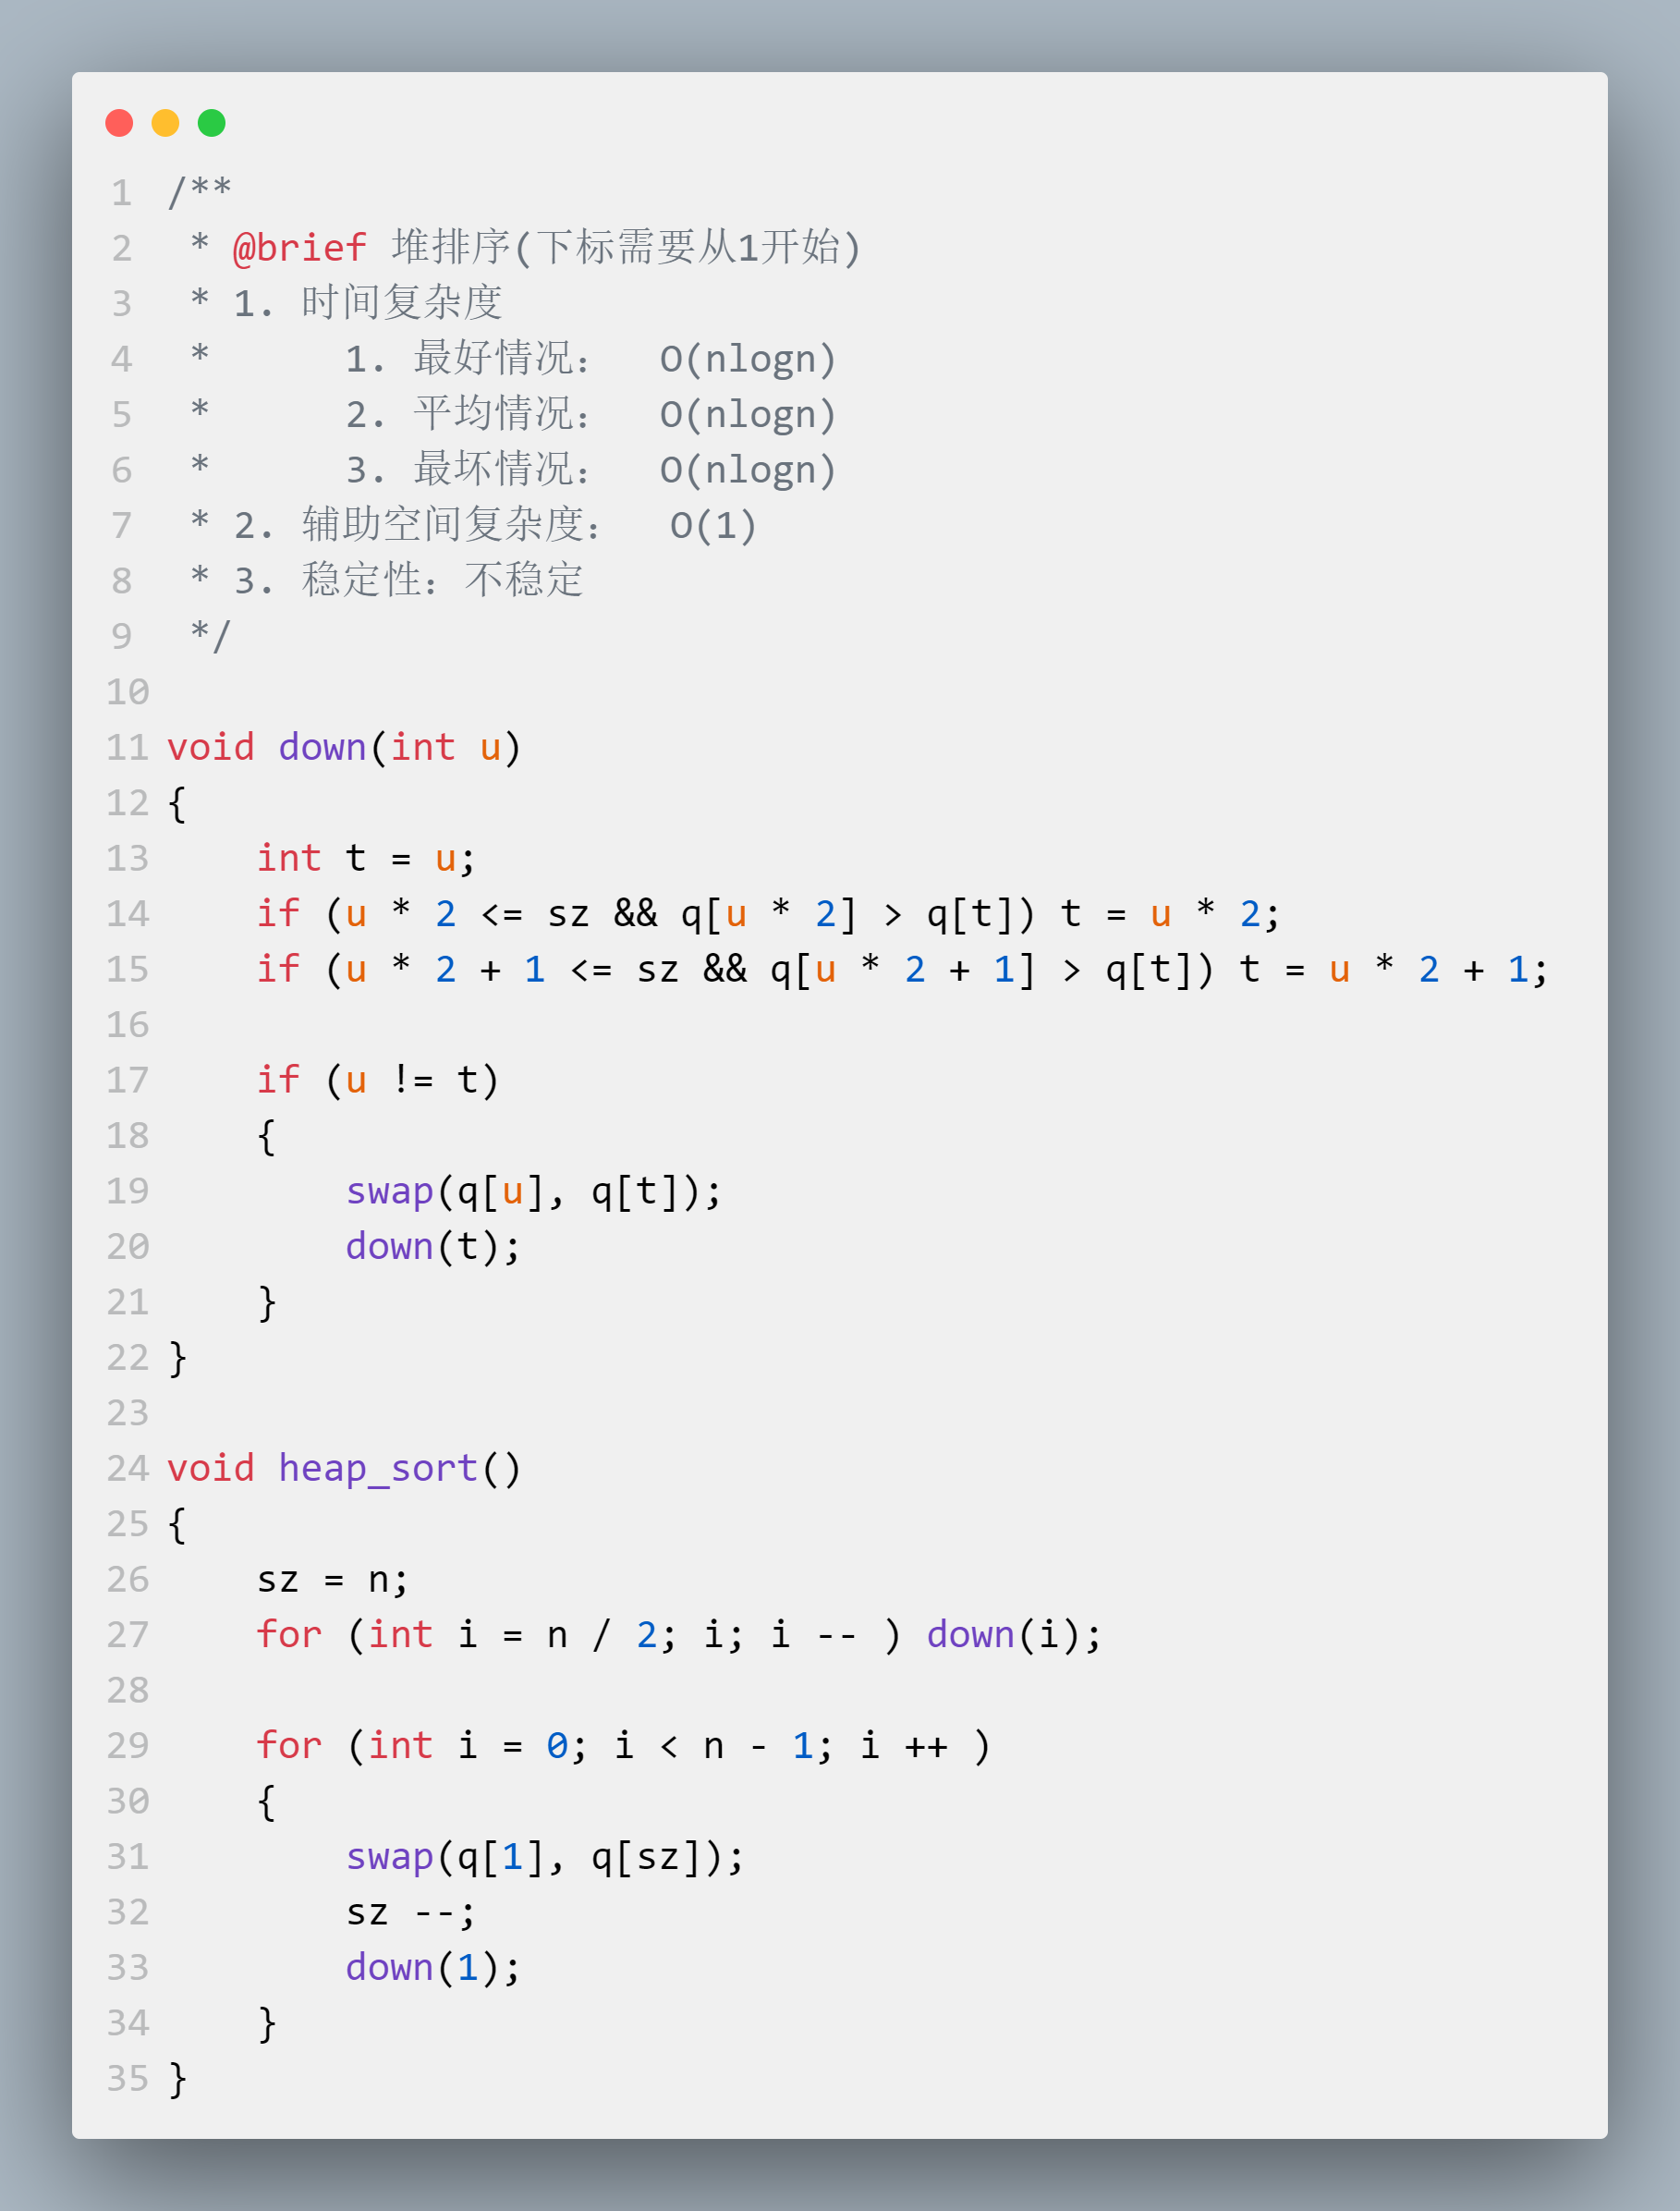 1 /**
2  * @brief 堆排序(下标需要从1开始)
3  * 1. 时间复杂度
4  *      1. 最好情况：  O(nlogn)
5  *      2. 平均情况：  O(nlogn)
6  *      3. 最坏情况：  O(nlogn)
7  * 2. 辅助空间复杂度：  O(1)
8  * 3. 稳定性：不稳定
9  */
10
11 void down(int u)
12 {
13     int t = u;
14     if (u * 2 <= sz && q[u * 2] > q[t]) t = u * 2;
15     if (u * 2 + 1 <= sz && q[u * 2 + 1] > q[t]) t = u * 2 + 1;
16
17     if (u != t)
18     {
19         swap(q[u], q[t]);
20         down(t);
21     }
22 }
23
24 void heap_sort()
25 {
26     sz = n;
27     for (int i = n / 2; i; i -- ) down(i);
28
29     for (int i = 0; i < n - 1; i ++ )
30     {
31         swap(q[1], q[sz]);
32         sz --;
33         down(1);
34     }
35 }